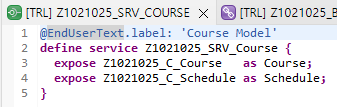 [TRL] Z1021025_SRV_COURSE
[TRL] Z1021025_B
1 @EndUserText.label: 'Course Model'
2 define service Z1021025_SRV_Course {
3 expose Z1021025_C_Course as Course;
4 expose Z1021025_C_Schedule as Schedule;
5 }